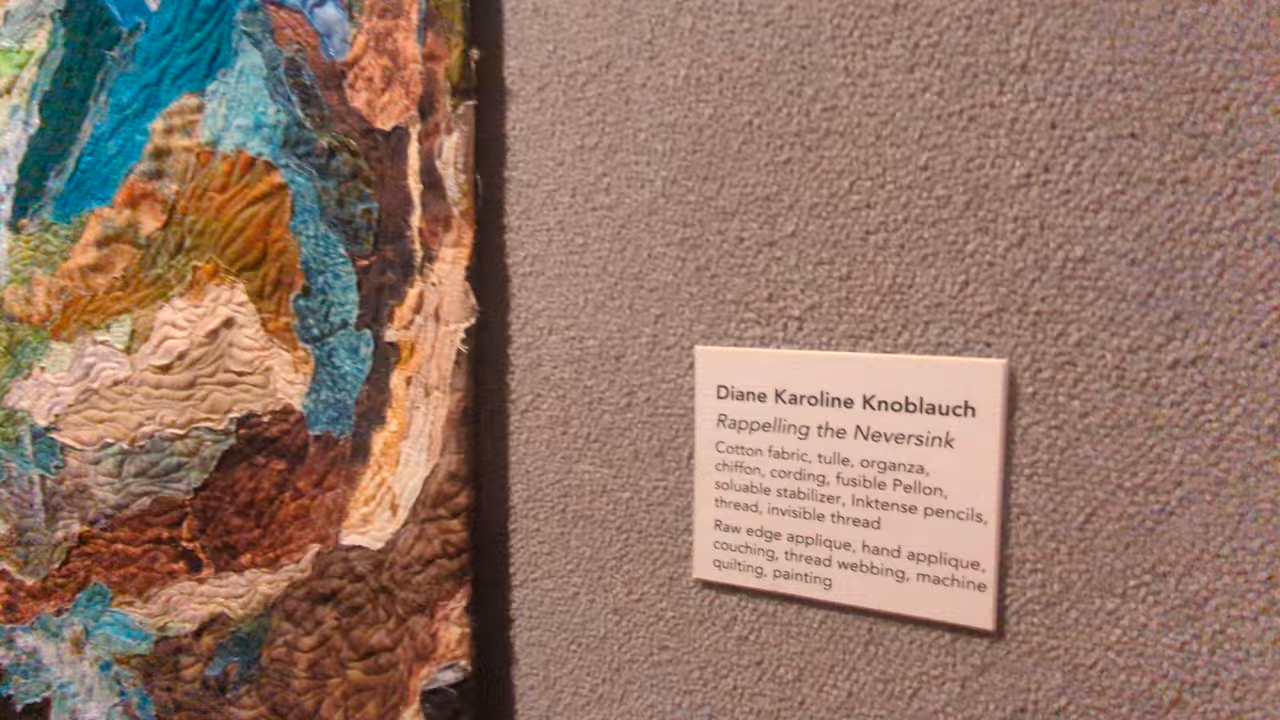 Diane Karoline Knoblauch
Rappelling the Neversink
Cotton fabric, tulle, organza,
chiffon, cording, fusible Pellon,
soluable stabilizer, Inktense pencils,
thread, invisible thread
Raw edge applique, hand applique,
couching, thread webbing, machine
quilting, painting